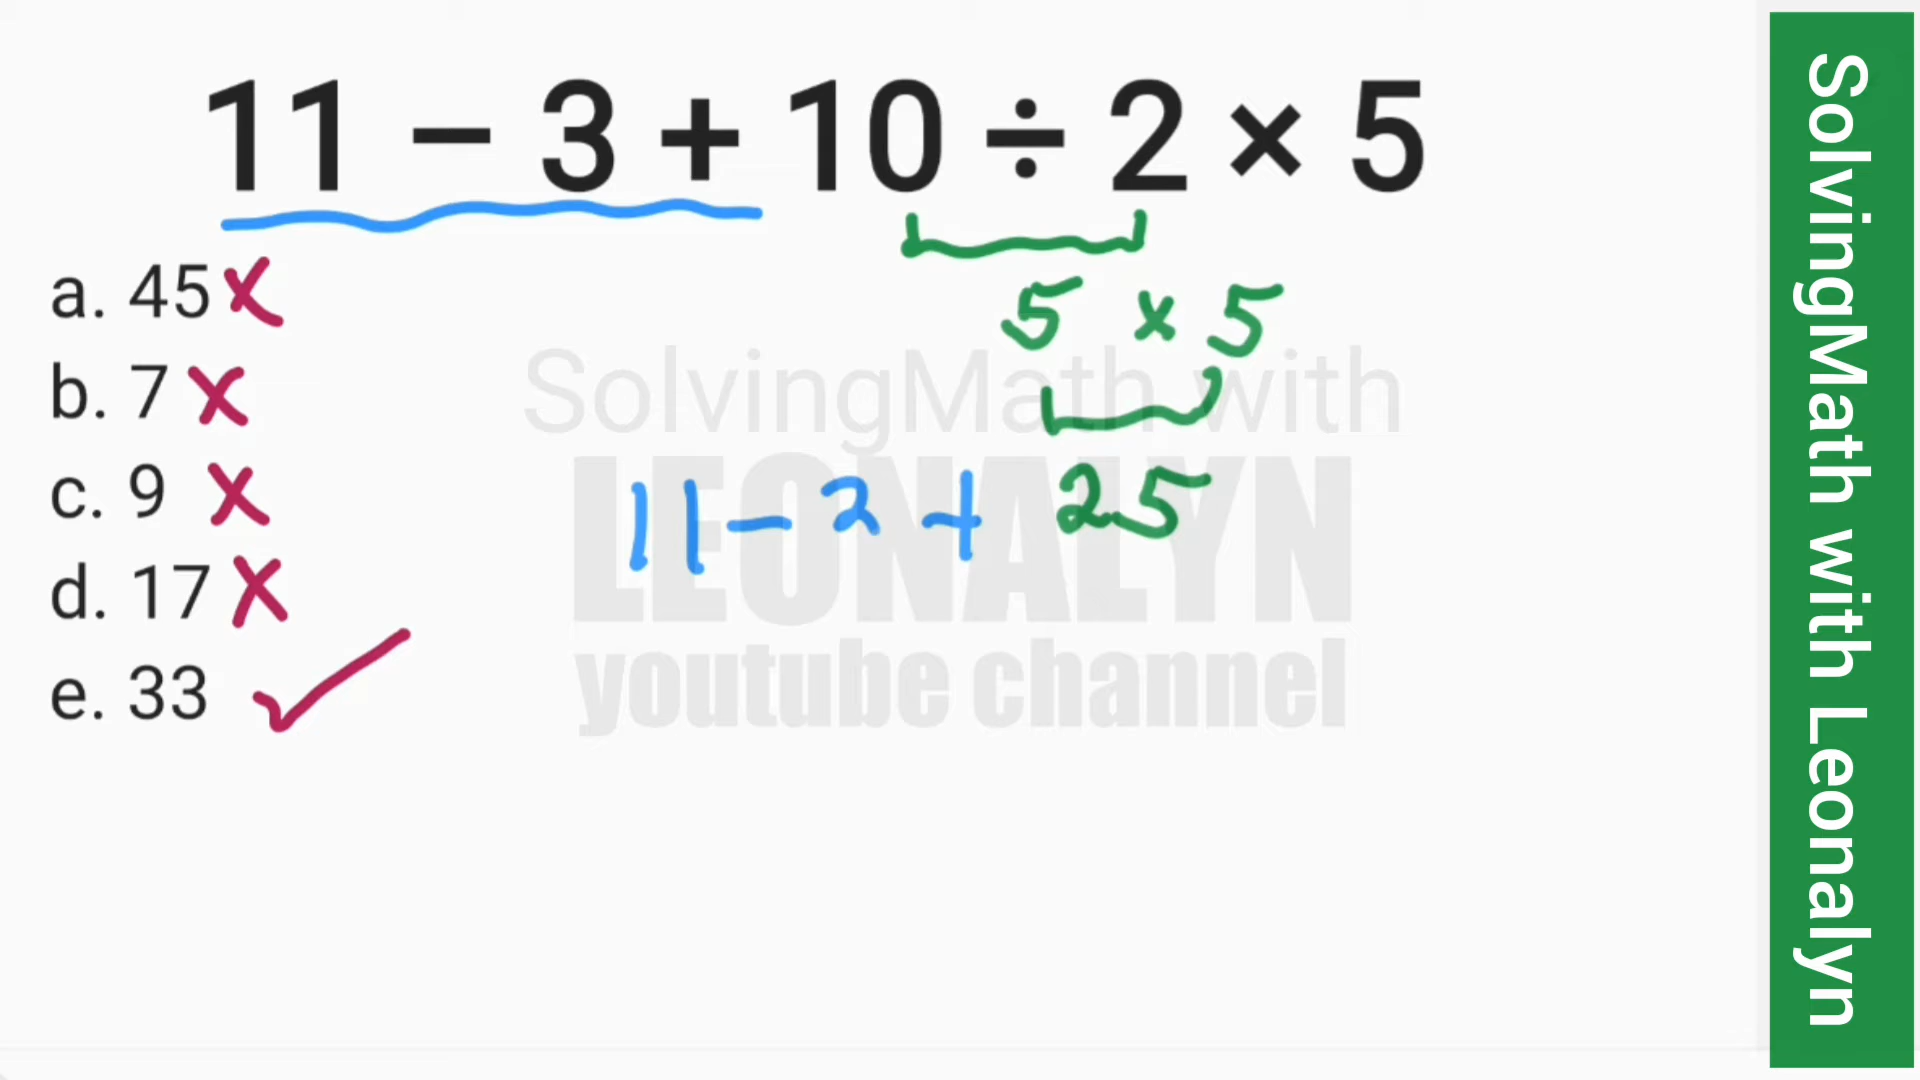 11 − 3 + 10 ÷ 2 × 5
a. 45 x
b. 7 x
c. 9 x
d. 17 x
e. 33 ✓
5 × 5
11 - 3 + 25
SolvingMath with
LEONALYN
youtube channel
SolvingMath with Leonalyn